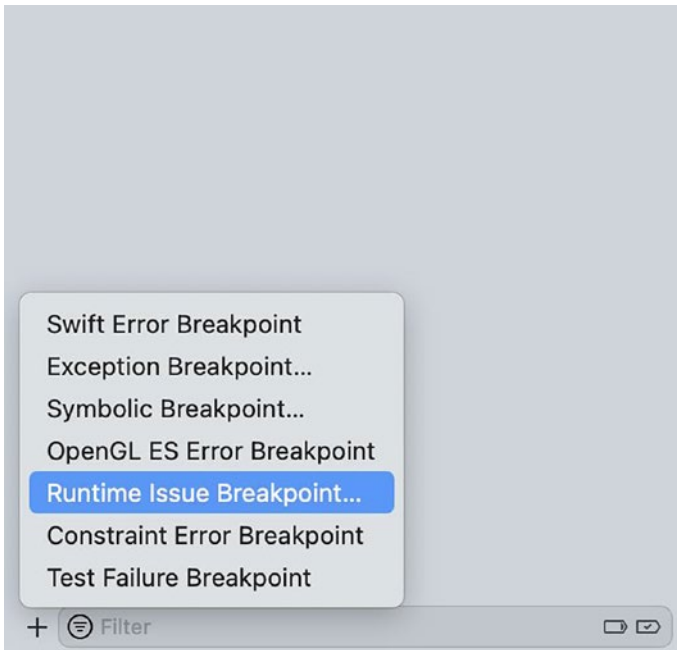 Swift Error Breakpoint
Exception Breakpoint...
Symbolic Breakpoint...
OpenGL ES Error Breakpoint
Runtime Issue Breakpoint...
Constraint Error Breakpoint
Test Failure Breakpoint
Filter